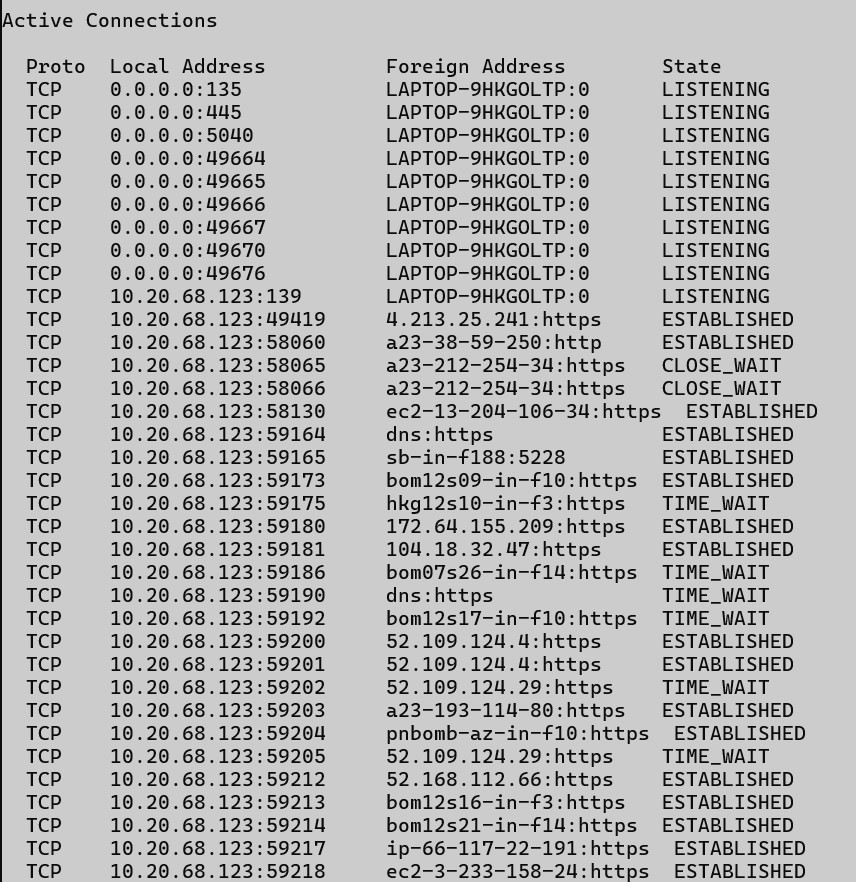 Active Connections
Proto Local Address Foreign Address State
TCP 0.0.0.0:135 LAPTOP-9HKGOLTP:0 LISTENING
TCP 0.0.0.0:445 LAPTOP-9HKGOLTP:0 LISTENING
TCP 0.0.0.0:5040 LAPTOP-9HKGOLTP:0 LISTENING
TCP 0.0.0.0:49664 LAPTOP-9HKGOLTP:0 LISTENING
TCP 0.0.0.0:49665 LAPTOP-9HKGOLTP:0 LISTENING
TCP 0.0.0.0:49666 LAPTOP-9HKGOLTP:0 LISTENING
TCP 0.0.0.0:49667 LAPTOP-9HKGOLTP:0 LISTENING
TCP 0.0.0.0:49670 LAPTOP-9HKGOLTP:0 LISTENING
TCP 0.0.0.0:49676 LAPTOP-9HKGOLTP:0 LISTENING
TCP 10.20.68.123:139 LAPTOP-9HKGOLTP:0 LISTENING
TCP 10.20.68.123:49419 4.213.25.241:https ESTABLISHED
TCP 10.20.68.123:58060 a23-38-59-250:http ESTABLISHED
TCP 10.20.68.123:58065 a23-212-254-34:https CLOSE_WAIT
TCP 10.20.68.123:58066 a23-212-254-34:https CLOSE_WAIT
TCP 10.20.68.123:58130 ec2-13-204-106-34:https ESTABLISHED
TCP 10.20.68.123:59164 dns:https ESTABLISHED
TCP 10.20.68.123:59165 sb-in-f188:5228 ESTABLISHED
TCP 10.20.68.123:59173 bom12s09-in-f10:https ESTABLISHED
TCP 10.20.68.123:59175 hkg12s10-in-f3:https TIME_WAIT
TCP 10.20.68.123:59180 172.64.155.209:https ESTABLISHED
TCP 10.20.68.123:59181 104.18.32.47:https ESTABLISHED
TCP 10.20.68.123:59186 bom07s26-in-f14:https TIME_WAIT
TCP 10.20.68.123:59190 dns:https TIME_WAIT
TCP 10.20.68.123:59192 bom12s17-in-f10:https TIME_WAIT
TCP 10.20.68.123:59200 52.109.124.4:https ESTABLISHED
TCP 10.20.68.123:59201 52.109.124.4:https ESTABLISHED
TCP 10.20.68.123:59202 52.109.124.29:https TIME_WAIT
TCP 10.20.68.123:59203 a23-193-114-80:https ESTABLISHED
TCP 10.20.68.123:59204 pnbomb-az-in-f10:https ESTABLISHED
TCP 10.20.68.123:59205 52.109.124.29:https TIME_WAIT
TCP 10.20.68.123:59212 52.168.112.66:https ESTABLISHED
TCP 10.20.68.123:59213 bom12s16-in-f3:https ESTABLISHED
TCP 10.20.68.123:59214 bom12s21-in-f14:https ESTABLISHED
TCP 10.20.68.123:59217 ip-66-117-22-191:https ESTABLISHED
TCP 10.20.68.123:59218 ec2-3-233-158-24:https ESTABLISHED